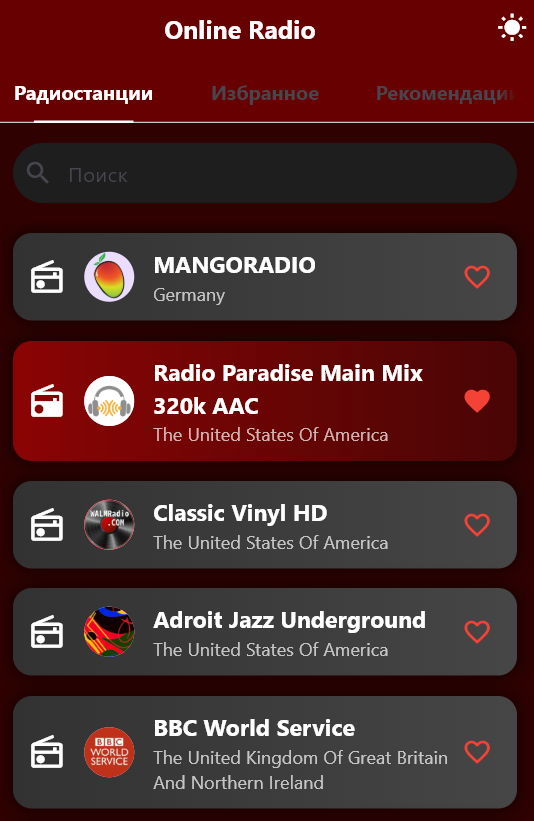 Online Radio
Радиостанции Избранное Рекомендаци
Поиск
MANGORADIO
Germany
Radio Paradise Main Mix
320k AAC
The United States Of America
WALMRadio
.COM
Classic Vinyl HD
The United States Of America
Adroit Jazz Underground
The United States Of America
BBC
WORLD
SERVICE
BBC World Service
The United Kingdom Of Great Britain
And Northern Ireland